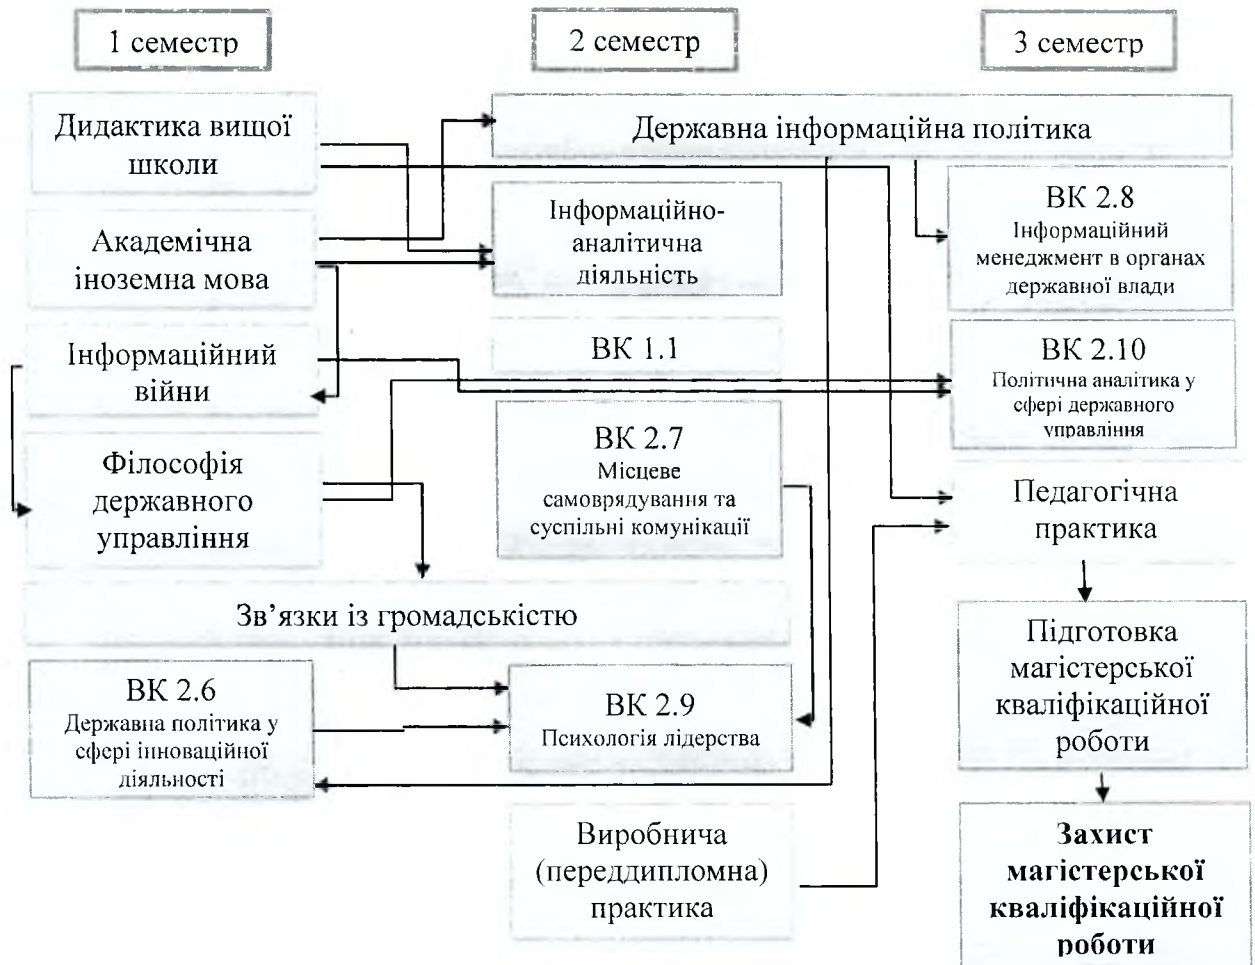 1 семестр
2 семестр
3 семестр
Дидактика вищої
школи
Державна інформаційна політика
Академічна
іноземна мова
Інформаційно-
аналітична
діяльність
ВК 2.8
Інформаційний
менеджмент в органах
державної влади
Інформаційний
війни
ВК 1.1
ВК 2.10
Політична аналітика у
сфері державного
управління
Філософія
державного
управління
ВК 2.7
Місцеве
самоврядування та
суспільні комунікації
Педагогічна
практика
Зв’язки із громадськістю
Підготовка
магістерської
кваліфікаційної
роботи
ВК 2.6
Державна політика у
сфері інноваційної
діяльності
ВК 2.9
Психологія лідерства
Виробнича
(переддипломна)
практика
Захист
магістерської
кваліфікаційної
роботи